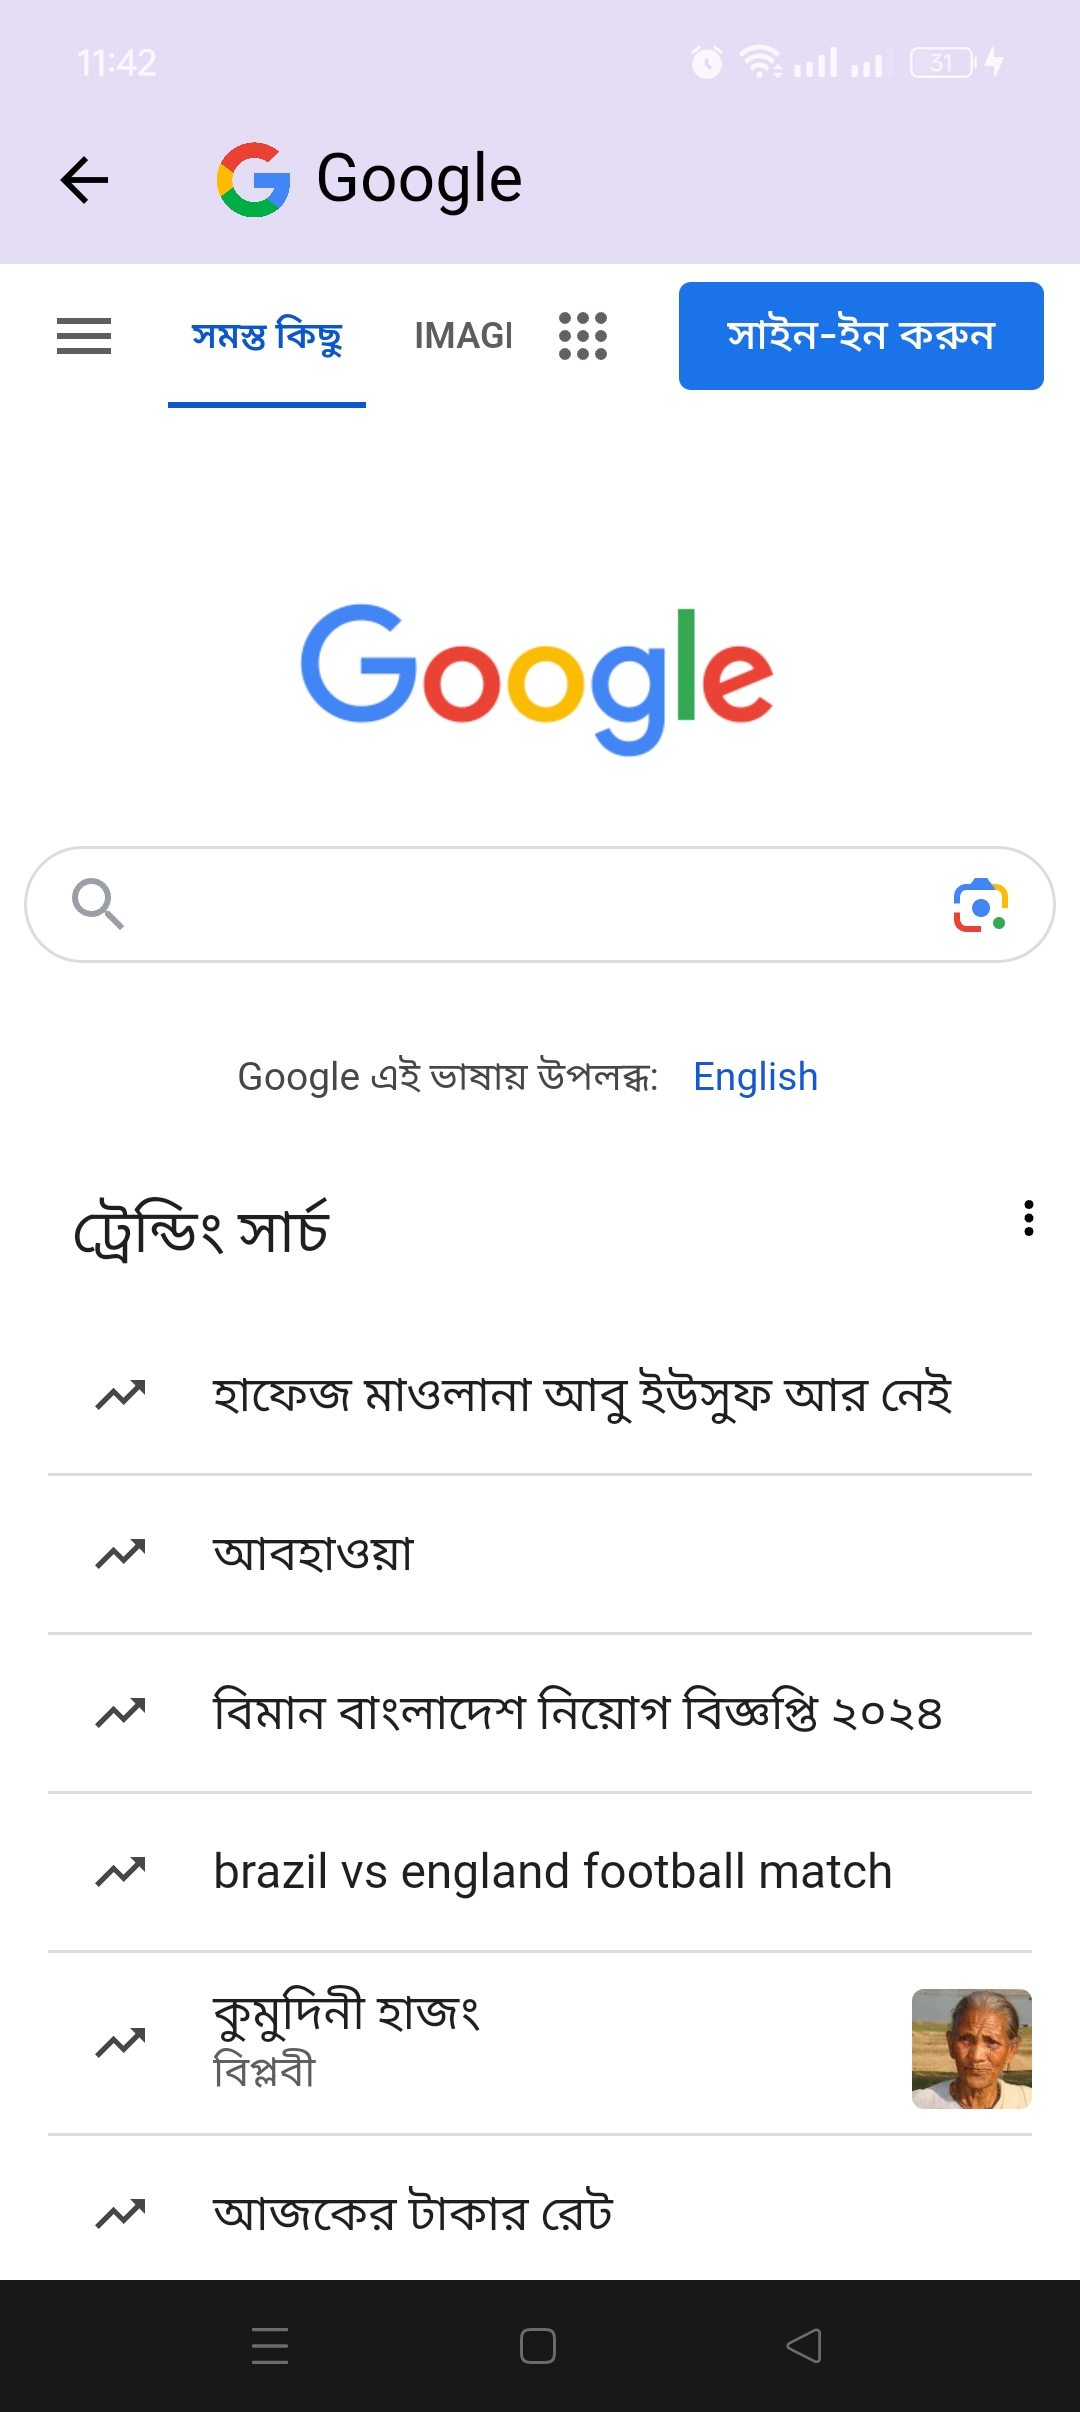 11:42
31
Google
সমস্ত কিছু
IMAGI
সাইন-ইন করুন
Google
Google এই ভাষায় উপলব্ধ: English
ট্রেন্ডিং সার্চ
হাফেজ মাওলানা আবু ইউসুফ আর নেই
আবহাওয়া
বিমান বাংলাদেশ নিয়োগ বিজ্ঞপ্তি ২০২৪
brazil vs england football match
কুমুদিনী হাজং
বিপ্লবী
আজকের টাকার রেট